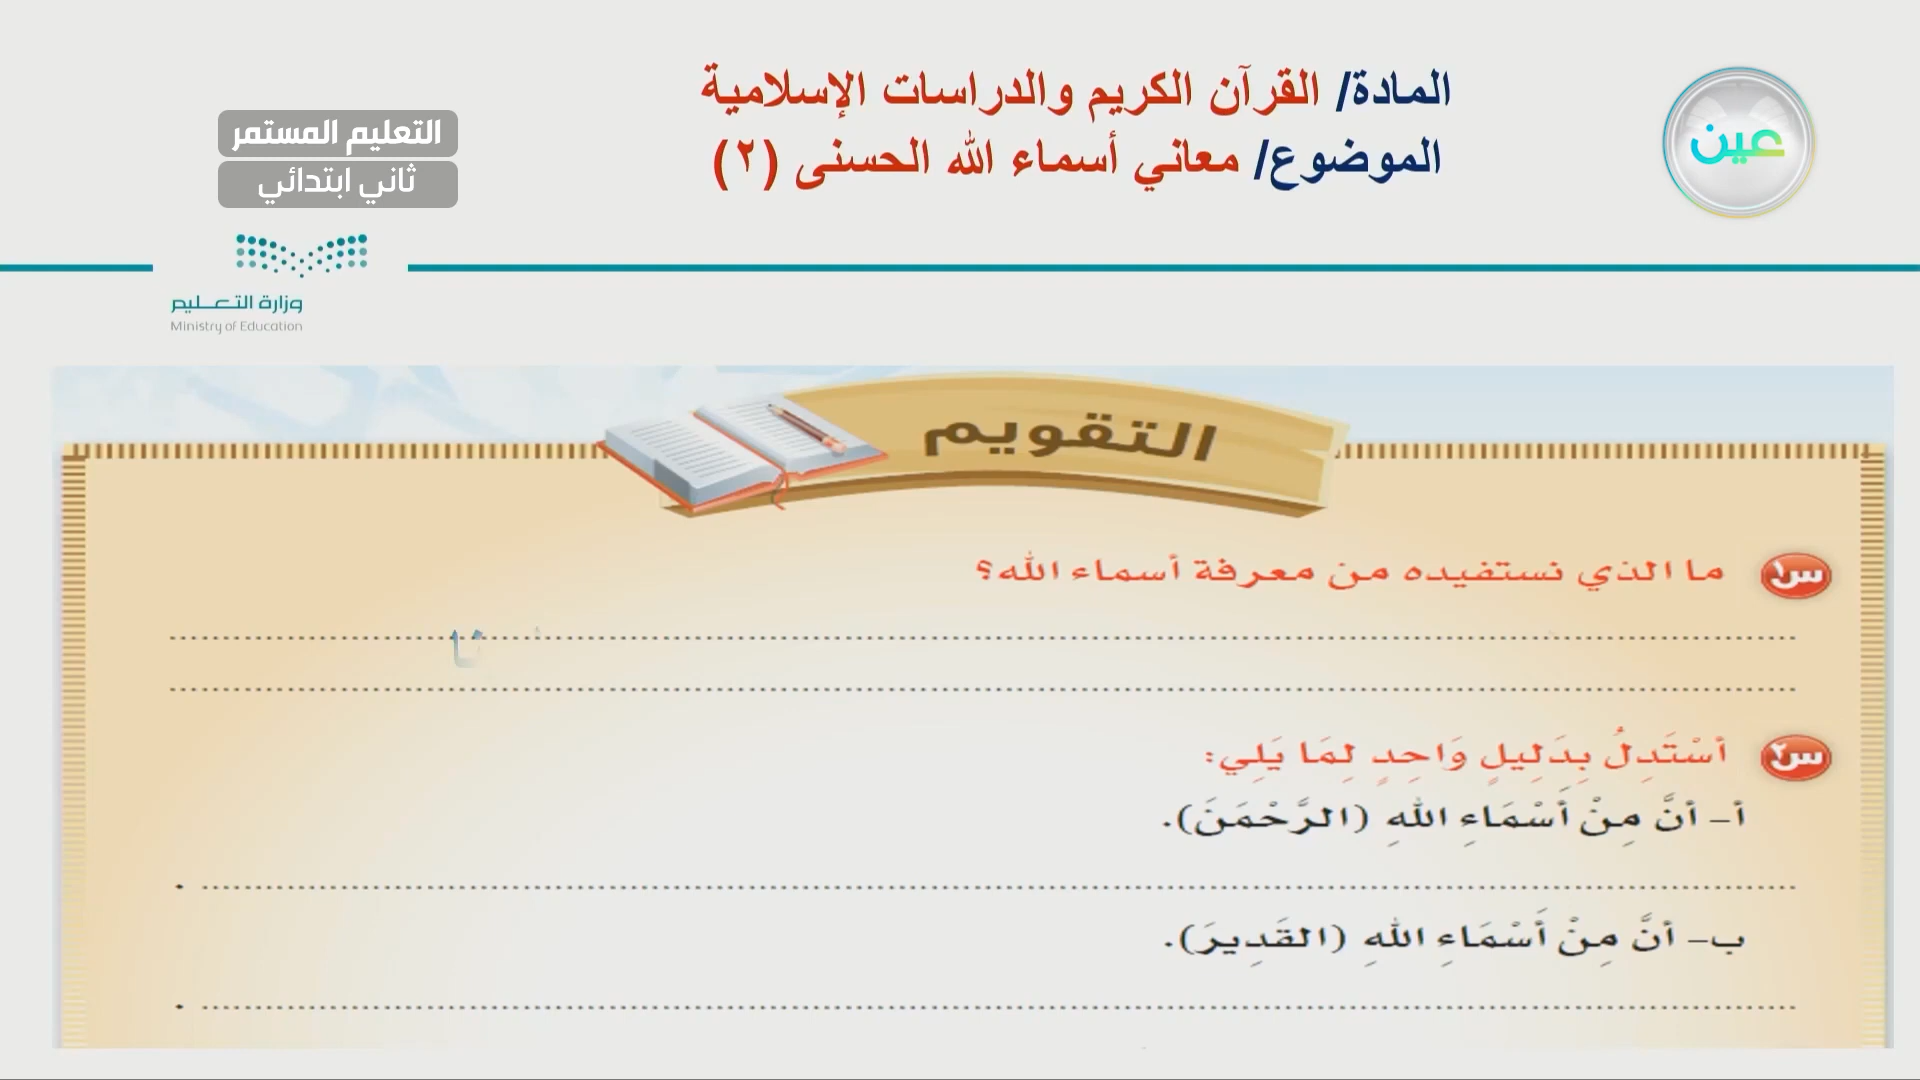 المادة/ القرآن الكريم والدراسات الإسلامية
الموضوع/ معاني أسماء الله الحسنى (٢)
عين
التعليم المستمر
ثاني ابتدائي
وزارة التعليم
Ministry of Education
التقويم
س١ ما الذي نستفيده من معرفة أسماء الله؟
س٢ أسْتَدِلُ بِدَلِيلٍ وَاحِدٍ لِمَا يَلِي:
أ- أنَّ مِنْ أَسْمَاءِ اللهِ (الرَّحْمَنَ).
ب- أنَّ مِنْ أَسْمَاءِ اللهِ (القَدِيرَ).